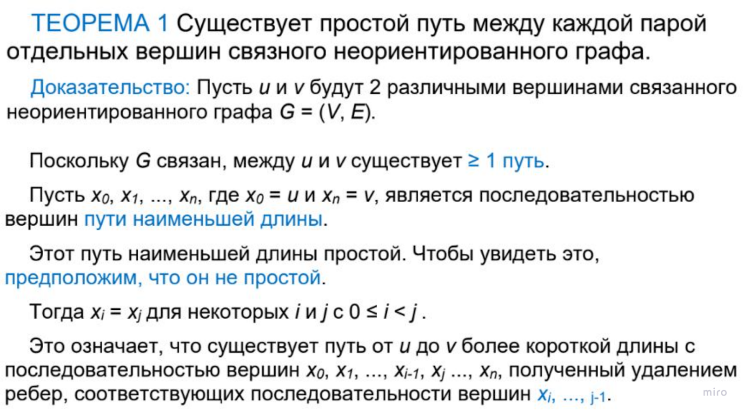 ТЕОРЕМА 1 Существует простой путь между каждой парой
отдельных вершин связного неориентированного графа.
Доказательство: Пусть u и v будут 2 различными вершинами связанного
неориентированного графа G = (V, E).
Поскольку G связан, между u и v существует ≥ 1 путь.
Пусть x₀, x₁, ..., xₙ, где x₀ = u и xₙ = v, является последовательностью
вершин пути наименьшей длины.
Этот путь наименьшей длины простой. Чтобы увидеть это,
предположим, что он не простой.
Тогда xᵢ = xⱼ для некоторых i и j с 0 ≤ i < j .
Это означает, что существует путь от u до v более короткой длины с
последовательностью вершин x₀, x₁, ..., xᵢ₋₁, xⱼ ..., xₙ, полученный удалением
ребер, соответствующих последовательности вершин xᵢ, ..., ⱼ₋₁.
miro